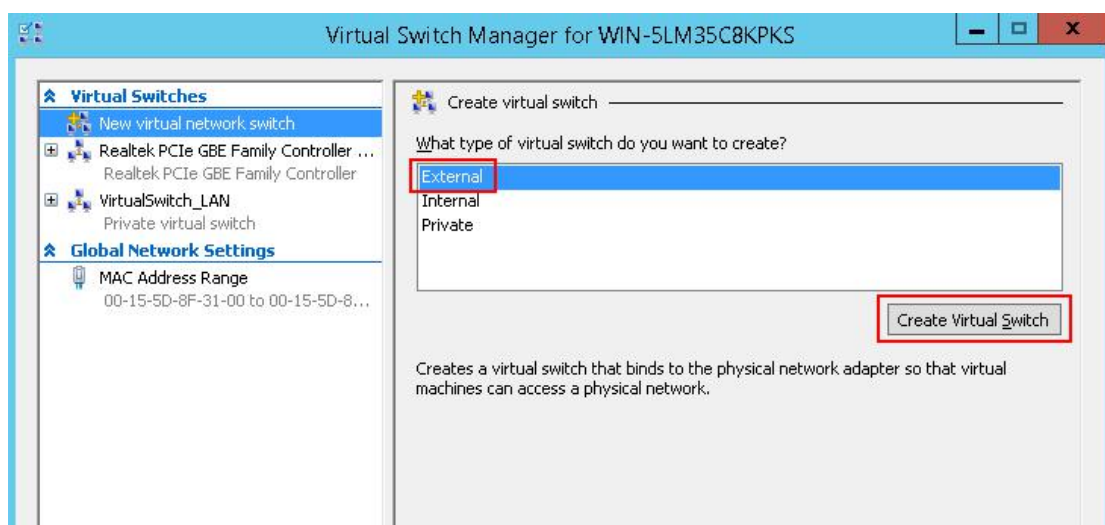 Virtual Switch Manager for WIN-5LM35C8KPKS
Virtual Switches
New virtual network switch
Realtek PCIe GBE Family Controller ...
Realtek PCIe GBE Family Controller
VirtualSwitch_LAN
Private virtual switch
Global Network Settings
MAC Address Range
00-15-5D-8F-31-00 to 00-15-5D-8...
Create virtual switch
What type of virtual switch do you want to create?
External
Internal
Private
Create Virtual Switch
Creates a virtual switch that binds to the physical network adapter so that virtual
machines can access a physical network.